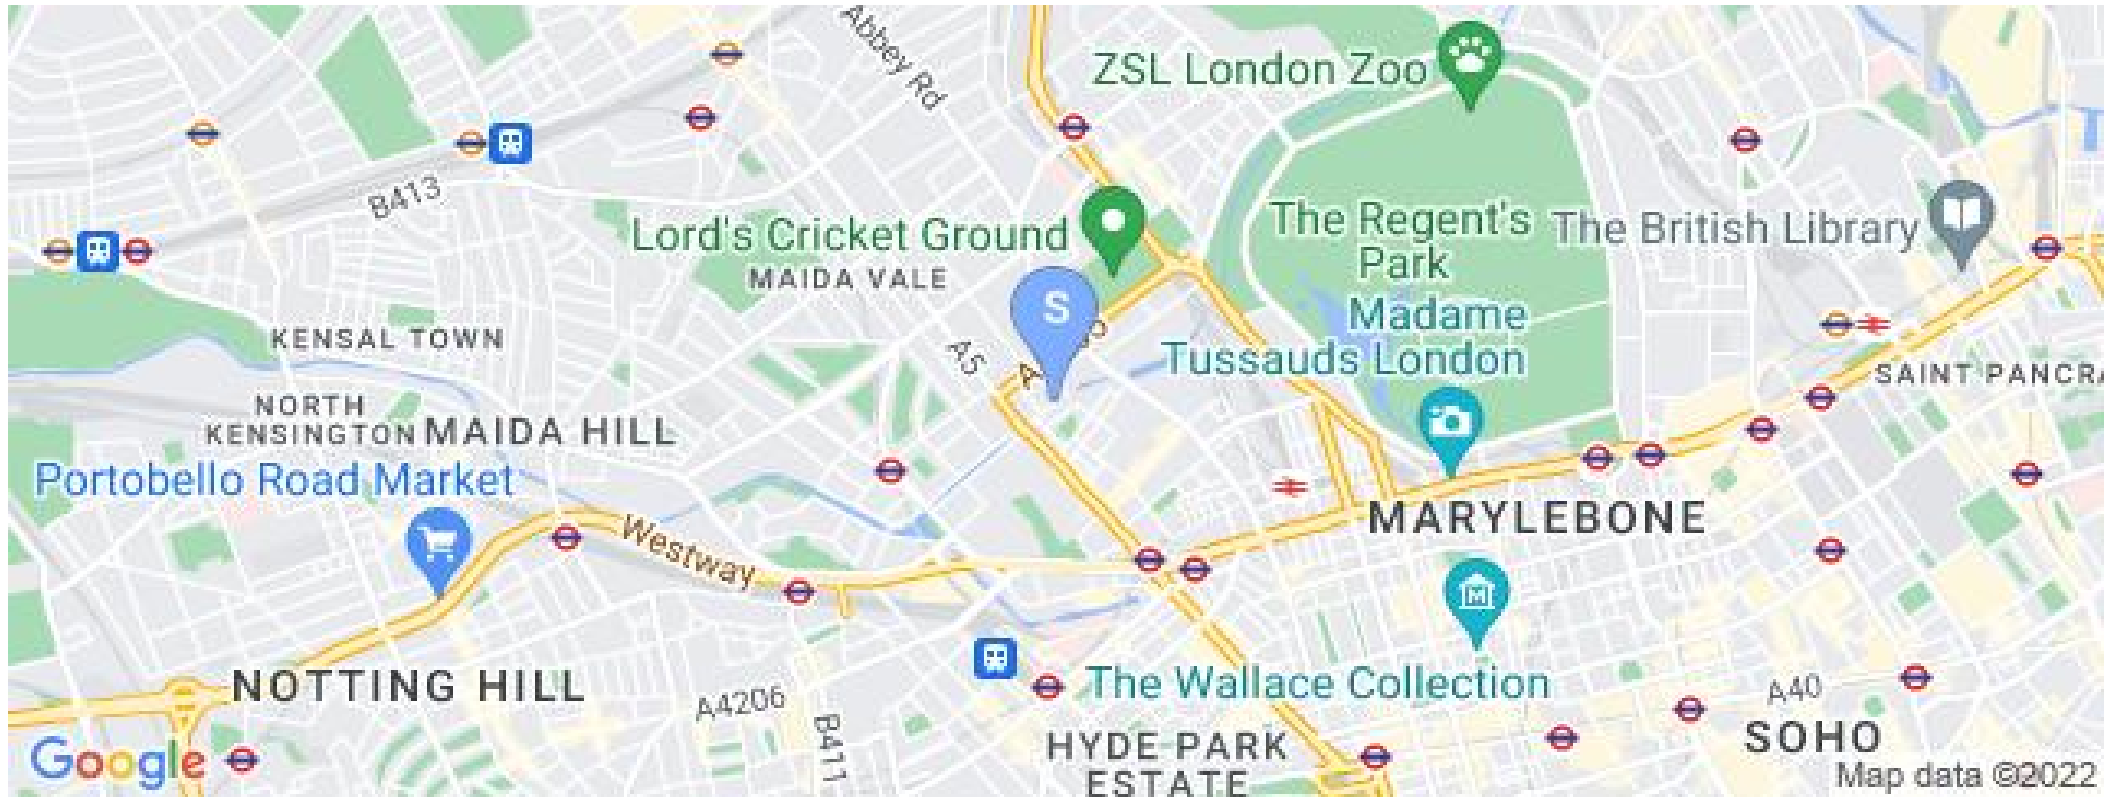 Abbey Rd
ZSL London Zoo
B413
Lord's Cricket Ground
The Regent's
Park
The British Library
MAIDA VALE
S
Madame
Tussauds London
KENSAL TOWN
A5
SAINT PANCRA
NORTH
KENSINGTON
MAIDA HILL
Portobello Road Market
MARYLEBONE
Westway
NOTTING HILL
The Wallace Collection
A4206
A40
B411
HYDE PARK
ESTATE
SOHO
Google
Map data ©2022